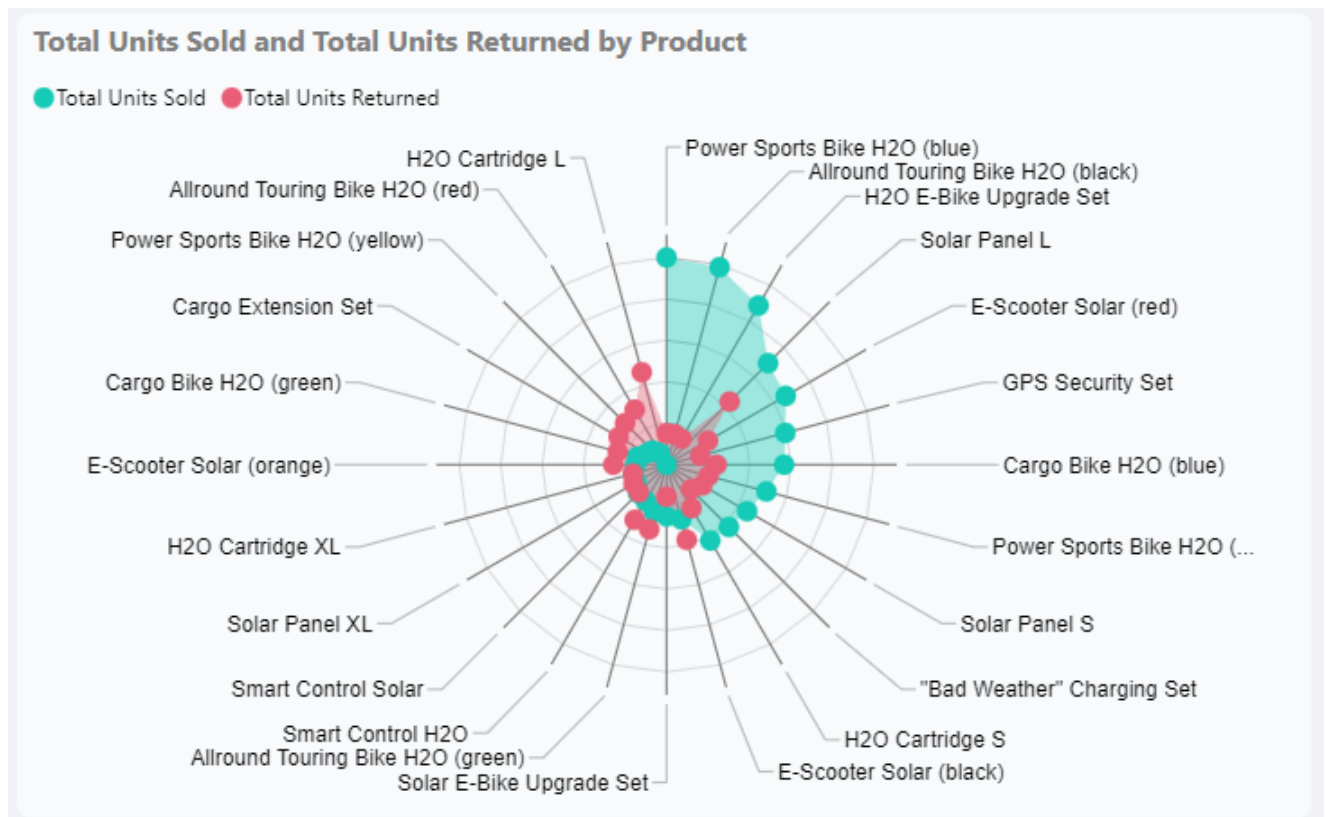 Total Units Sold and Total Units Returned by Product
Total Units Sold
Total Units Returned
Power Sports Bike H2O (blue)
Allround Touring Bike H2O (black)
H2O E-Bike Upgrade Set
Solar Panel L
E-Scooter Solar (red)
GPS Security Set
Cargo Bike H2O (blue)
Power Sports Bike H2O (...
Solar Panel S
"Bad Weather" Charging Set
H2O Cartridge S
E-Scooter Solar (black)
Solar E-Bike Upgrade Set
Allround Touring Bike H2O (green)
Smart Control H2O
Smart Control Solar
Solar Panel XL
H2O Cartridge XL
E-Scooter Solar (orange)
Cargo Bike H2O (green)
Cargo Extension Set
Power Sports Bike H2O (yellow)
Allround Touring Bike H2O (red)
H2O Cartridge L